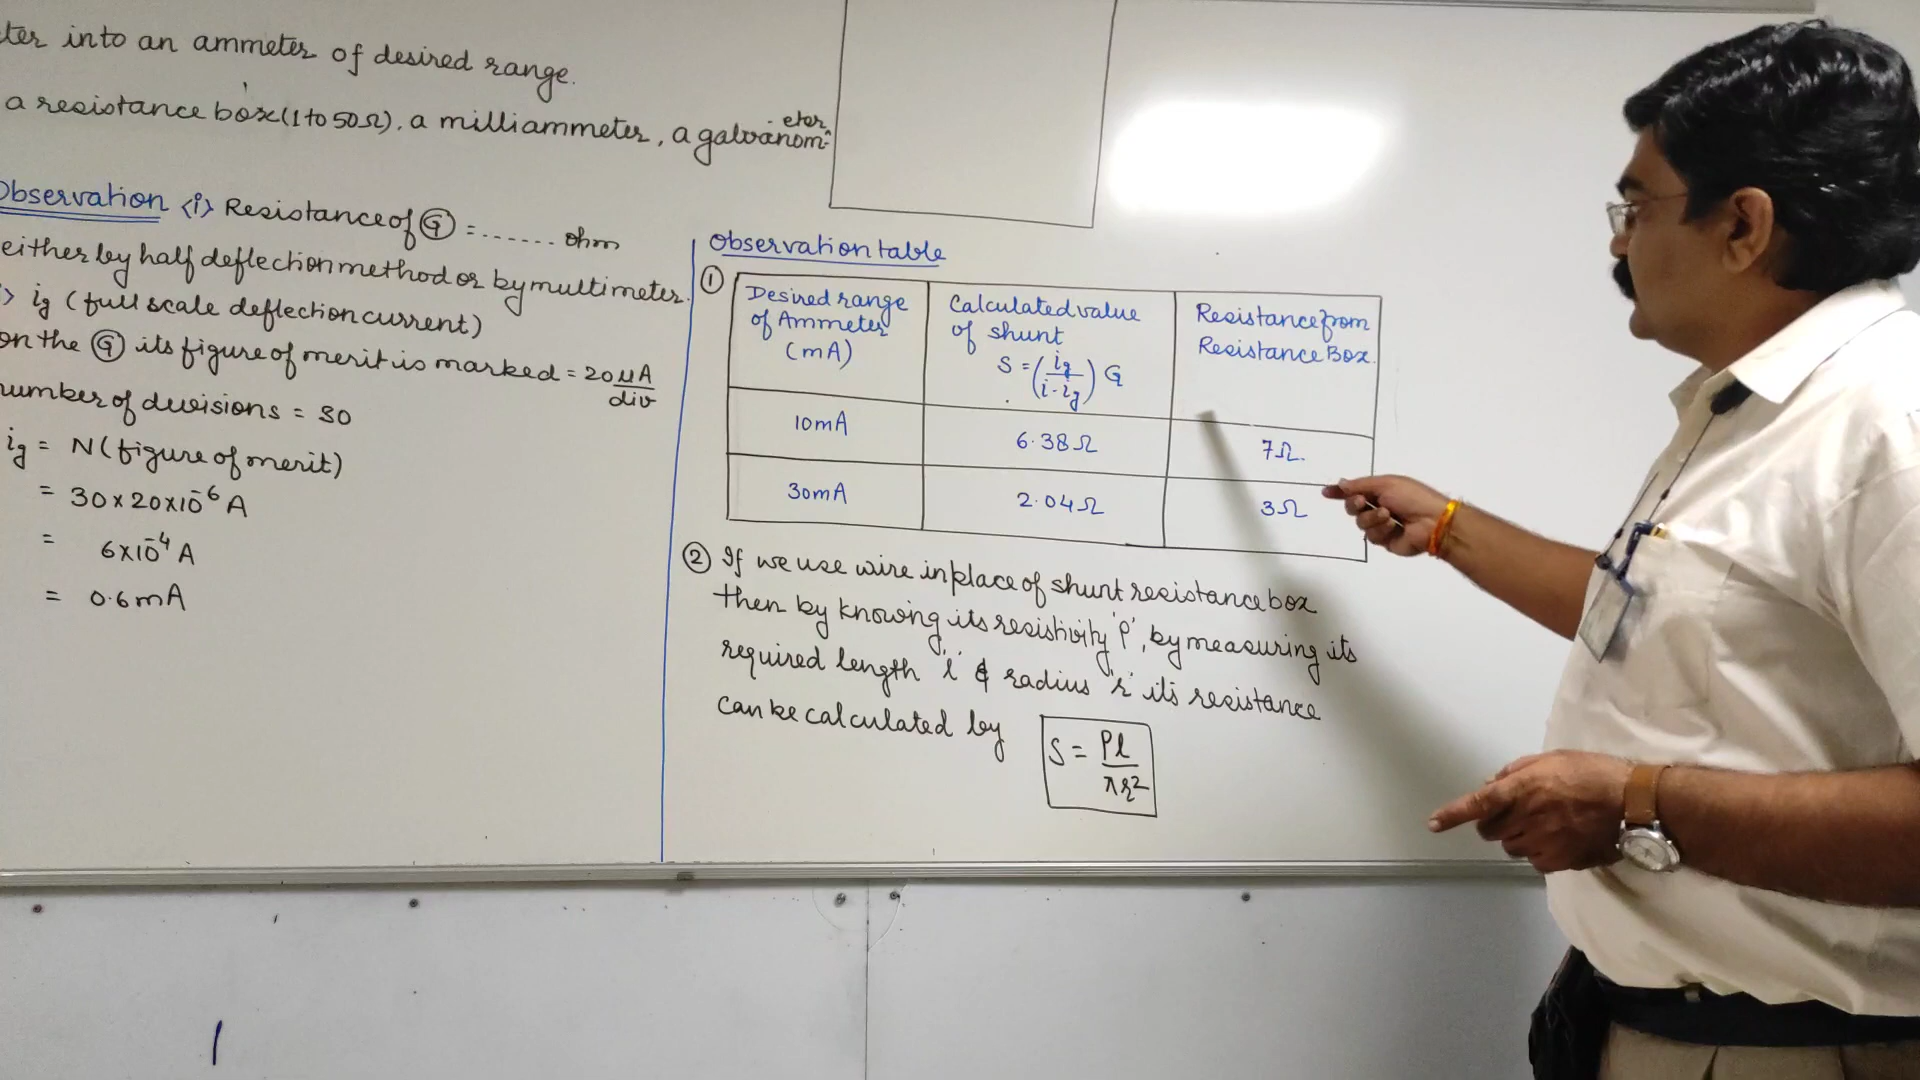 ter into an ammeter of desired range.
a resistance box (1 to 50Ω), a milliammeter, a galvanometer
Observation <i> Resistance of (G) = ...... ohm
either by half deflection method or by multimeter.
> ig (full scale deflection current)
on the (G) its figure of merit is marked = 20 μA/div
number of divisions = 30
ig = N (figure of merit)
= 30 × 20 × 10⁻⁶ A
= 6 × 10⁻⁴ A
= 0.6 mA
Observation table
① Desired range of Ammeter (mA) | Calculated value of shunt S = (ig/(i-ig)) G | Resistance from Resistance Box.
10mA | 6.38Ω | 7Ω.
30mA | 2.04Ω | 3Ω
② If we use wire in place of shunt resistance box
then by knowing its resistivity 'ρ', by measuring its
required length 'l' & radius 'r' it's resistance
can be calculated by S = ρl/πr²